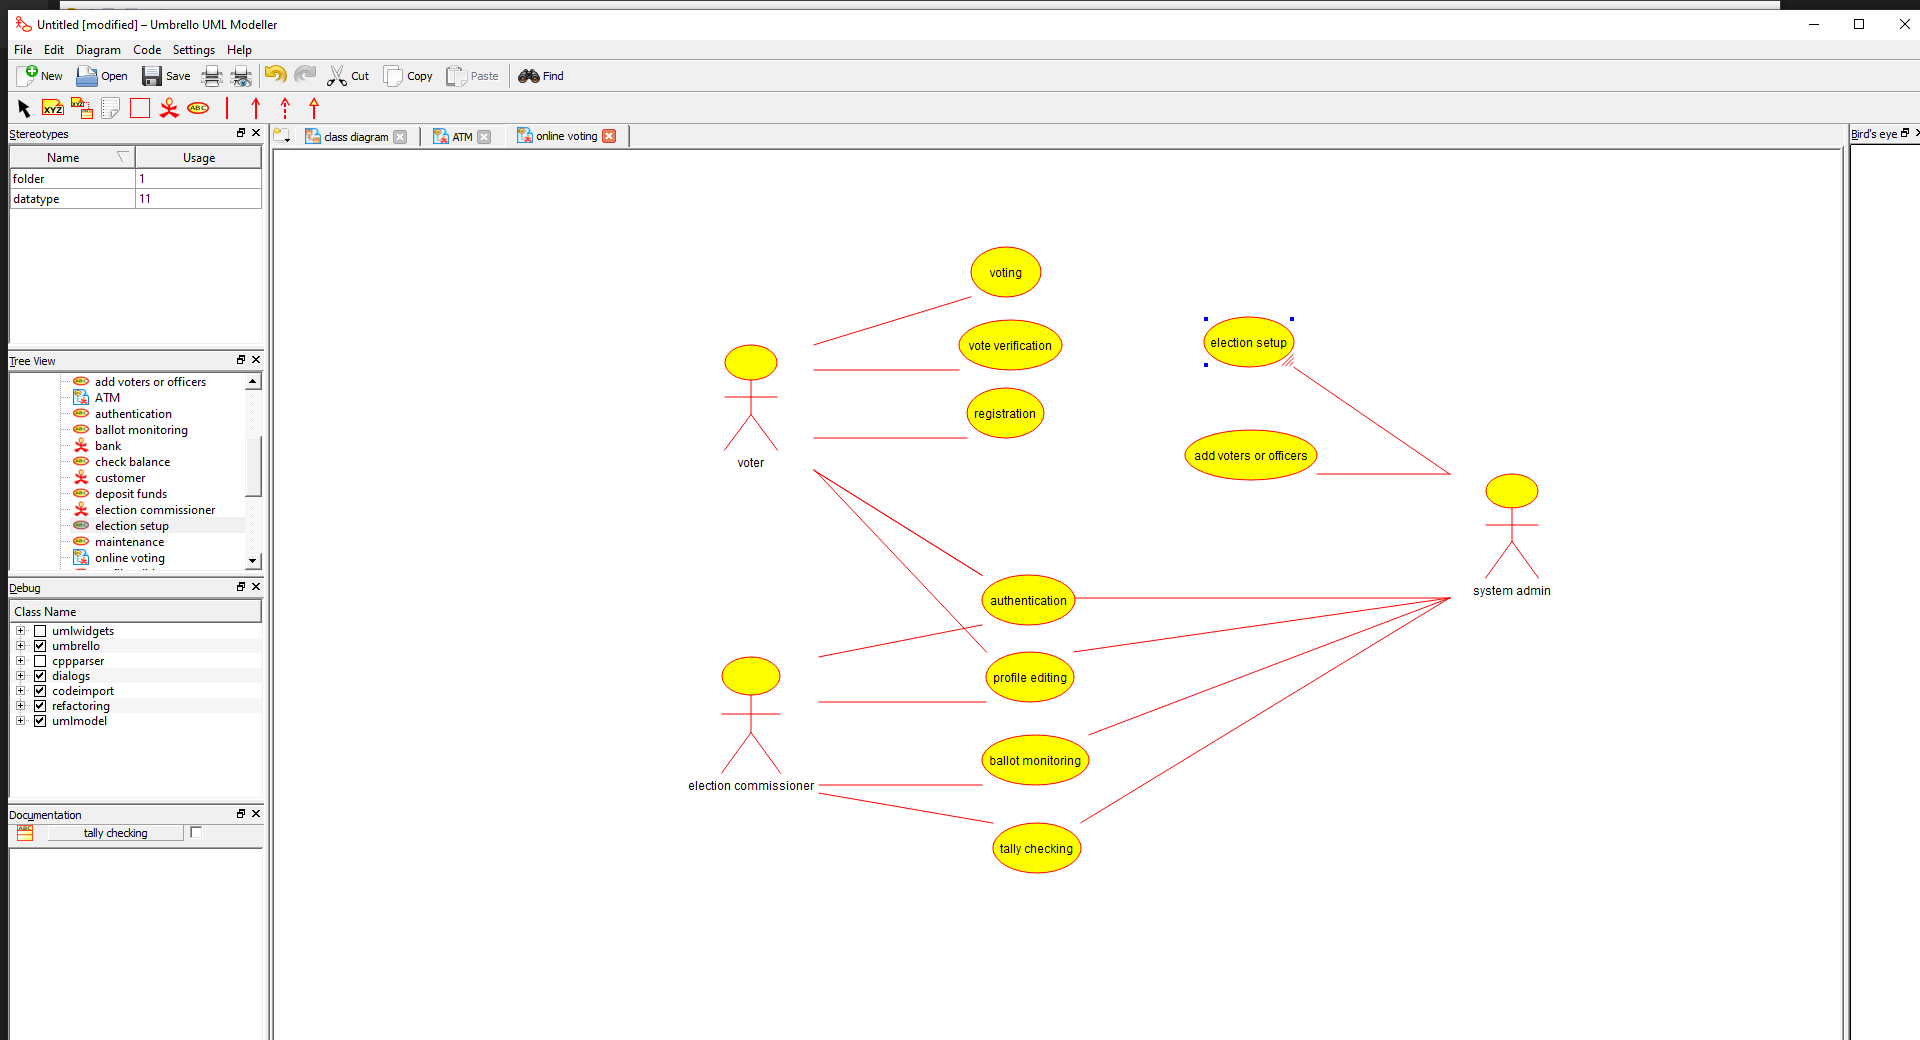 Untitled [modified] – Umbrello UML Modeller
File Edit Diagram Code Settings Help
New Open Save Cut Copy Paste Find
XYZ XYZ ABC
Stereotypes
Name Usage
folder 1
datatype 11
Tree View
add voters or officers
ATM
authentication
ballot monitoring
bank
check balance
customer
deposit funds
election commissioner
election setup
maintenance
online voting
Debug
Class Name
umlwidgets
umbrello
cppparser
dialogs
codeimport
refactoring
umlmodel
Documentation
tally checking
class diagram ATM online voting
Bird's eye
voting
vote verification
registration
voter
election setup
add voters or officers
system admin
authentication
profile editing
election commissioner
ballot monitoring
tally checking